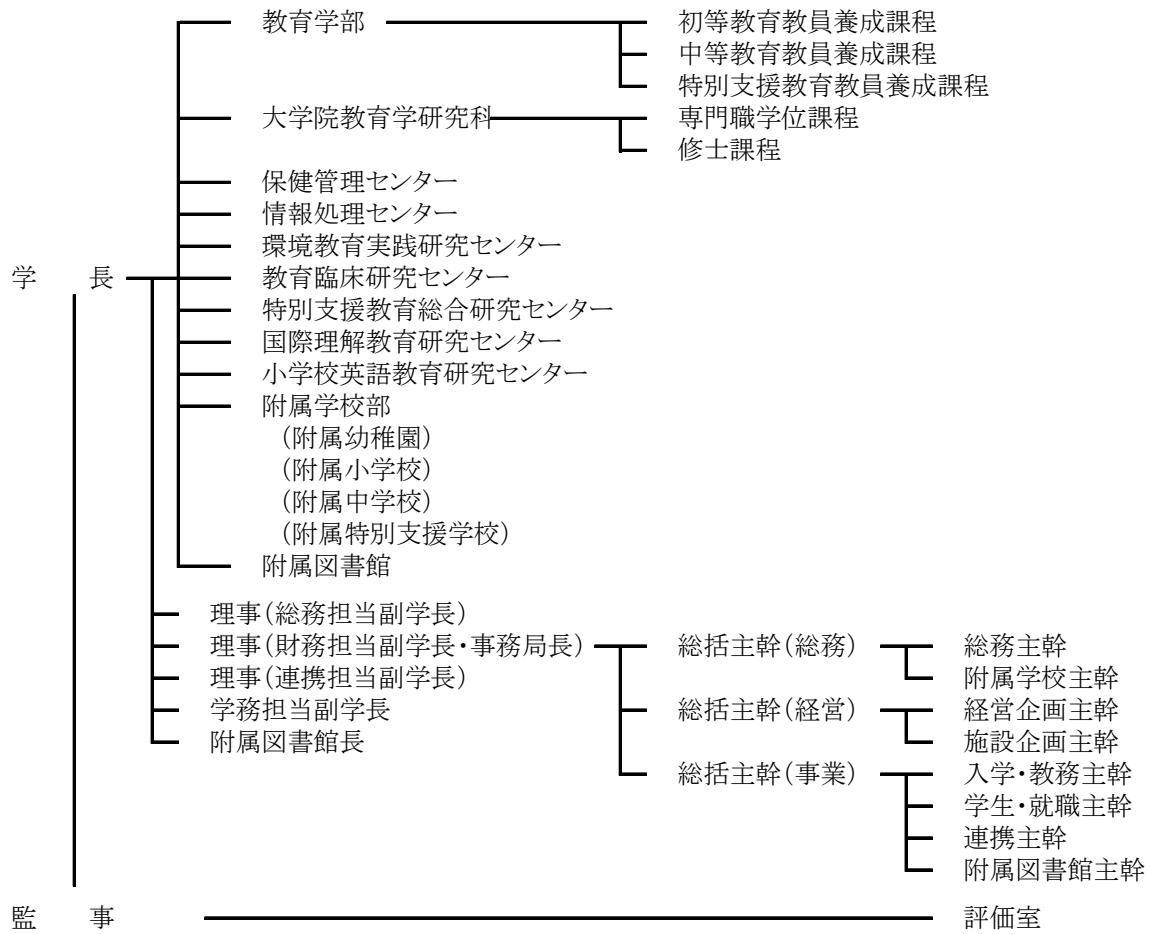 教育学部 初等教育教員養成課程
中等教育教員養成課程
特別支援教育教員養成課程
大学院教育学研究科 専門職学位課程
修士課程
保健管理センター
情報処理センター
環境教育実践研究センター
学 長 教育臨床研究センター
特別支援教育総合研究センター
国際理解教育研究センター
小学校英語教育研究センター
附属学校部
(附属幼稚園)
(附属小学校)
(附属中学校)
(附属特別支援学校)
附属図書館
理事(総務担当副学長)
理事(財務担当副学長・事務局長) 総括主幹(総務) 総務主幹
理事(連携担当副学長) 附属学校主幹
学務担当副学長 総括主幹(経営) 経営企画主幹
附属図書館長 施設企画主幹
総括主幹(事業) 入学・教務主幹
学生・就職主幹
連携主幹
附属図書館主幹
監 事 評価室